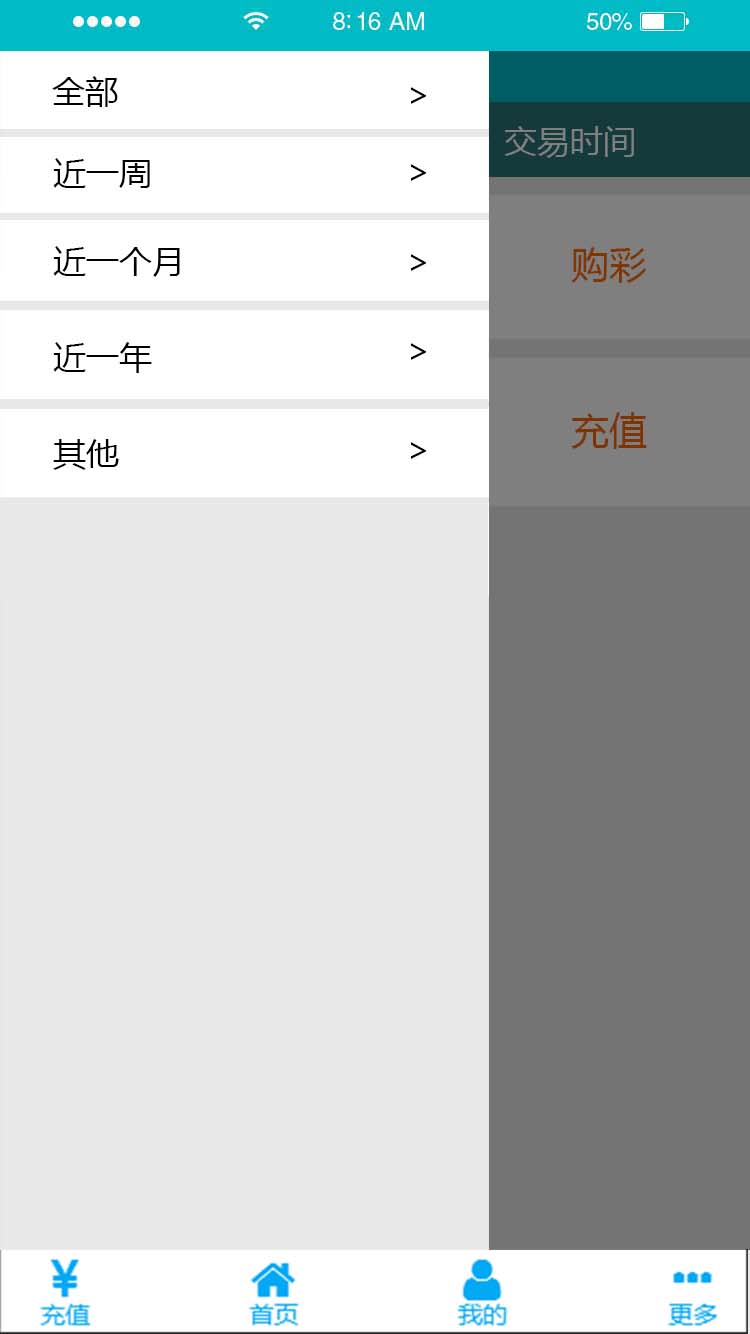 8:16 AM
50%
全部 >
近一周 >
近一个月 >
近一年 >
其他 >
交易时间
购彩
充值
充值
首页
我的
更多